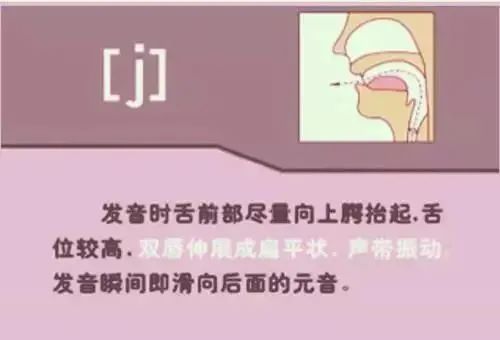 [j]
发音时舌前部尽量向上腭抬起,舌
位较高,双唇伸展成扁平状,声带振动,
发音瞬间即滑向后面的元音。